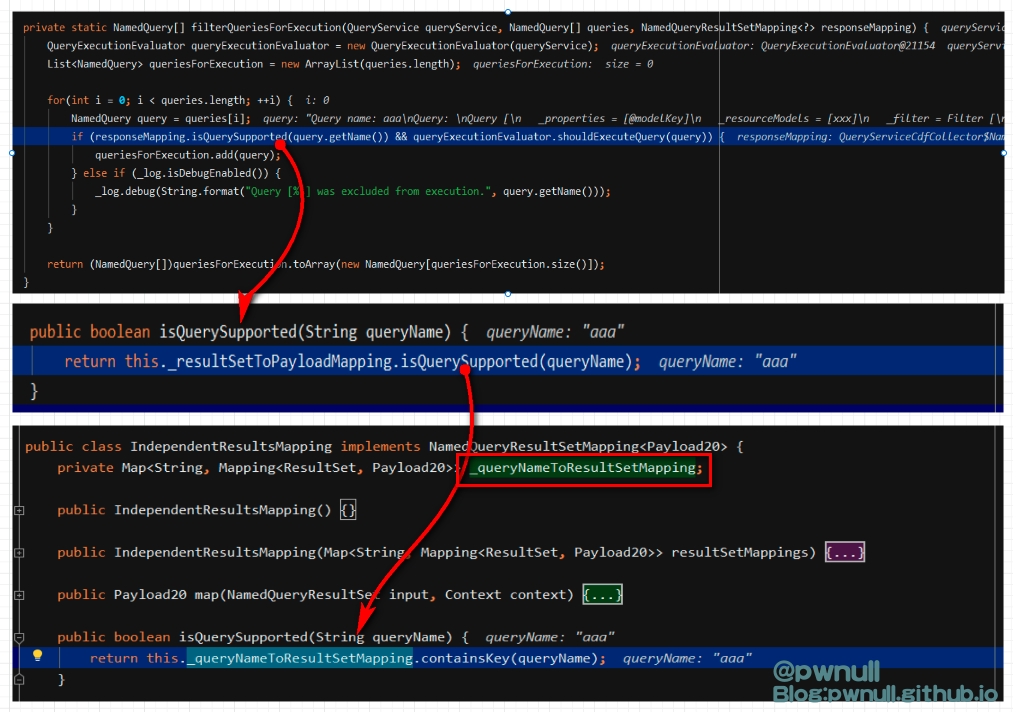 private static NamedQuery[] filterQueriesForExecution(QueryService queryService, NamedQuery[] queries, NamedQueryResultSetMapping<?> responseMapping) { queryServic
QueryExecutionEvaluator queryExecutionEvaluator = new QueryExecutionEvaluator(queryService); queryExecutionEvaluator: QueryExecutionEvaluator@21154 queryServ
List<NamedQuery> queriesForExecution = new ArrayList(queries.length); queriesForExecution: size = 0
for(int i = 0; i < queries.length; ++i) { i: 0
NamedQuery query = queries[i]; query: "Query name: aaa\nQuery: \nQuery [\n _properties = [@modelKey]\n _resourceModels = [xxx]\n _filter = Filter [\n
if (responseMapping.isQuerySupported(query.getName()) && queryExecutionEvaluator.shouldExecuteQuery(query)) { responseMapping: QueryServiceCdfCollector$Nam
queriesForExecution.add(query);
} else if (_log.isDebugEnabled()) {
_log.debug(String.format("Query [%s] was excluded from execution.", query.getName()));
}
}
return (NamedQuery[])queriesForExecution.toArray(new NamedQuery[queriesForExecution.size()]);
}
public boolean isQuerySupported(String queryName) { queryName: "aaa"
return this._resultSetToPayloadMapping.isQuerySupported(queryName); queryName: "aaa"
}
public class IndependentResultsMapping implements NamedQueryResultSetMapping<Payload20> {
private Map<String, Mapping<ResultSet, Payload20>> _queryNameToResultSetMapping;
public IndependentResultsMapping() {}
public IndependentResultsMapping(Map<String, Mapping<ResultSet, Payload20>> resultSetMappings) {...}
public Payload20 map(NamedQueryResultSet input, Context context) {...}
public boolean isQuerySupported(String queryName) { queryName: "aaa"
return this._queryNameToResultSetMapping.containsKey(queryName); queryName: "aaa"
}
@pwnull
Blog:pwnull.github.io